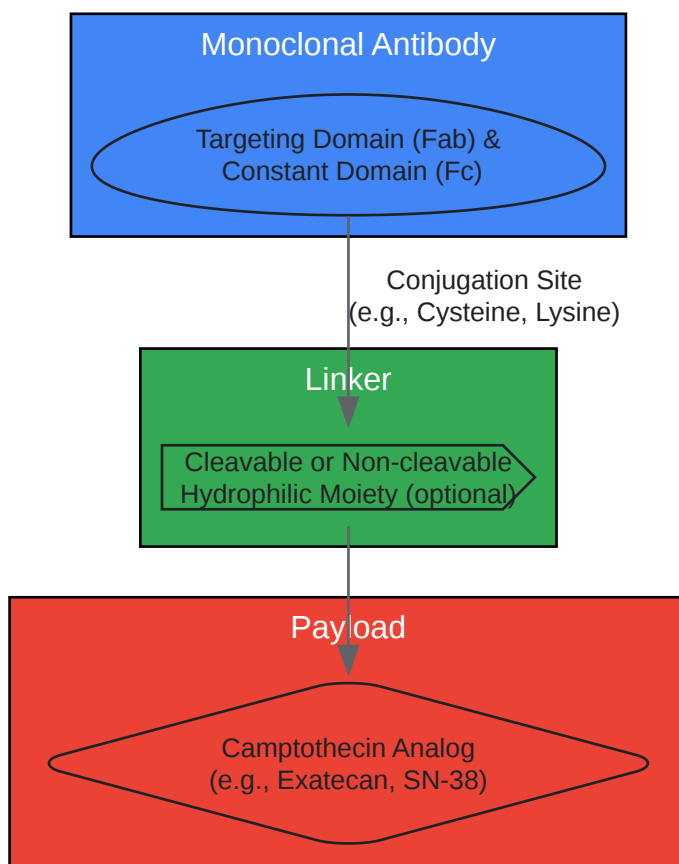 Monoclonal Antibody
Targeting Domain (Fab) &
Constant Domain (Fc)
Conjugation Site
(e.g., Cysteine, Lysine)
Linker
Cleavable or Non-cleavable
Hydrophilic Moiety (optional)
Payload
Camptothecin Analog
(e.g., Exatecan, SN-38)